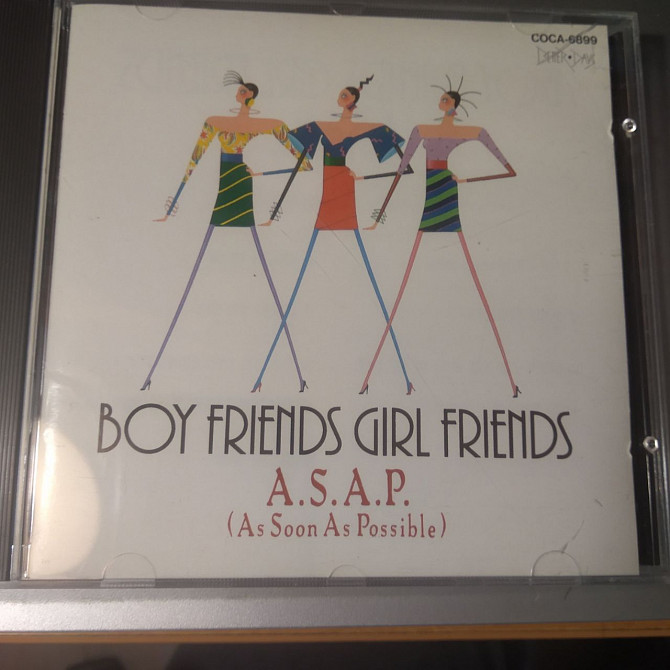 COCA-6899
BOY FRIENDS GIRL FRIENDS
A.S.A.P.
(As Soon As Possible)